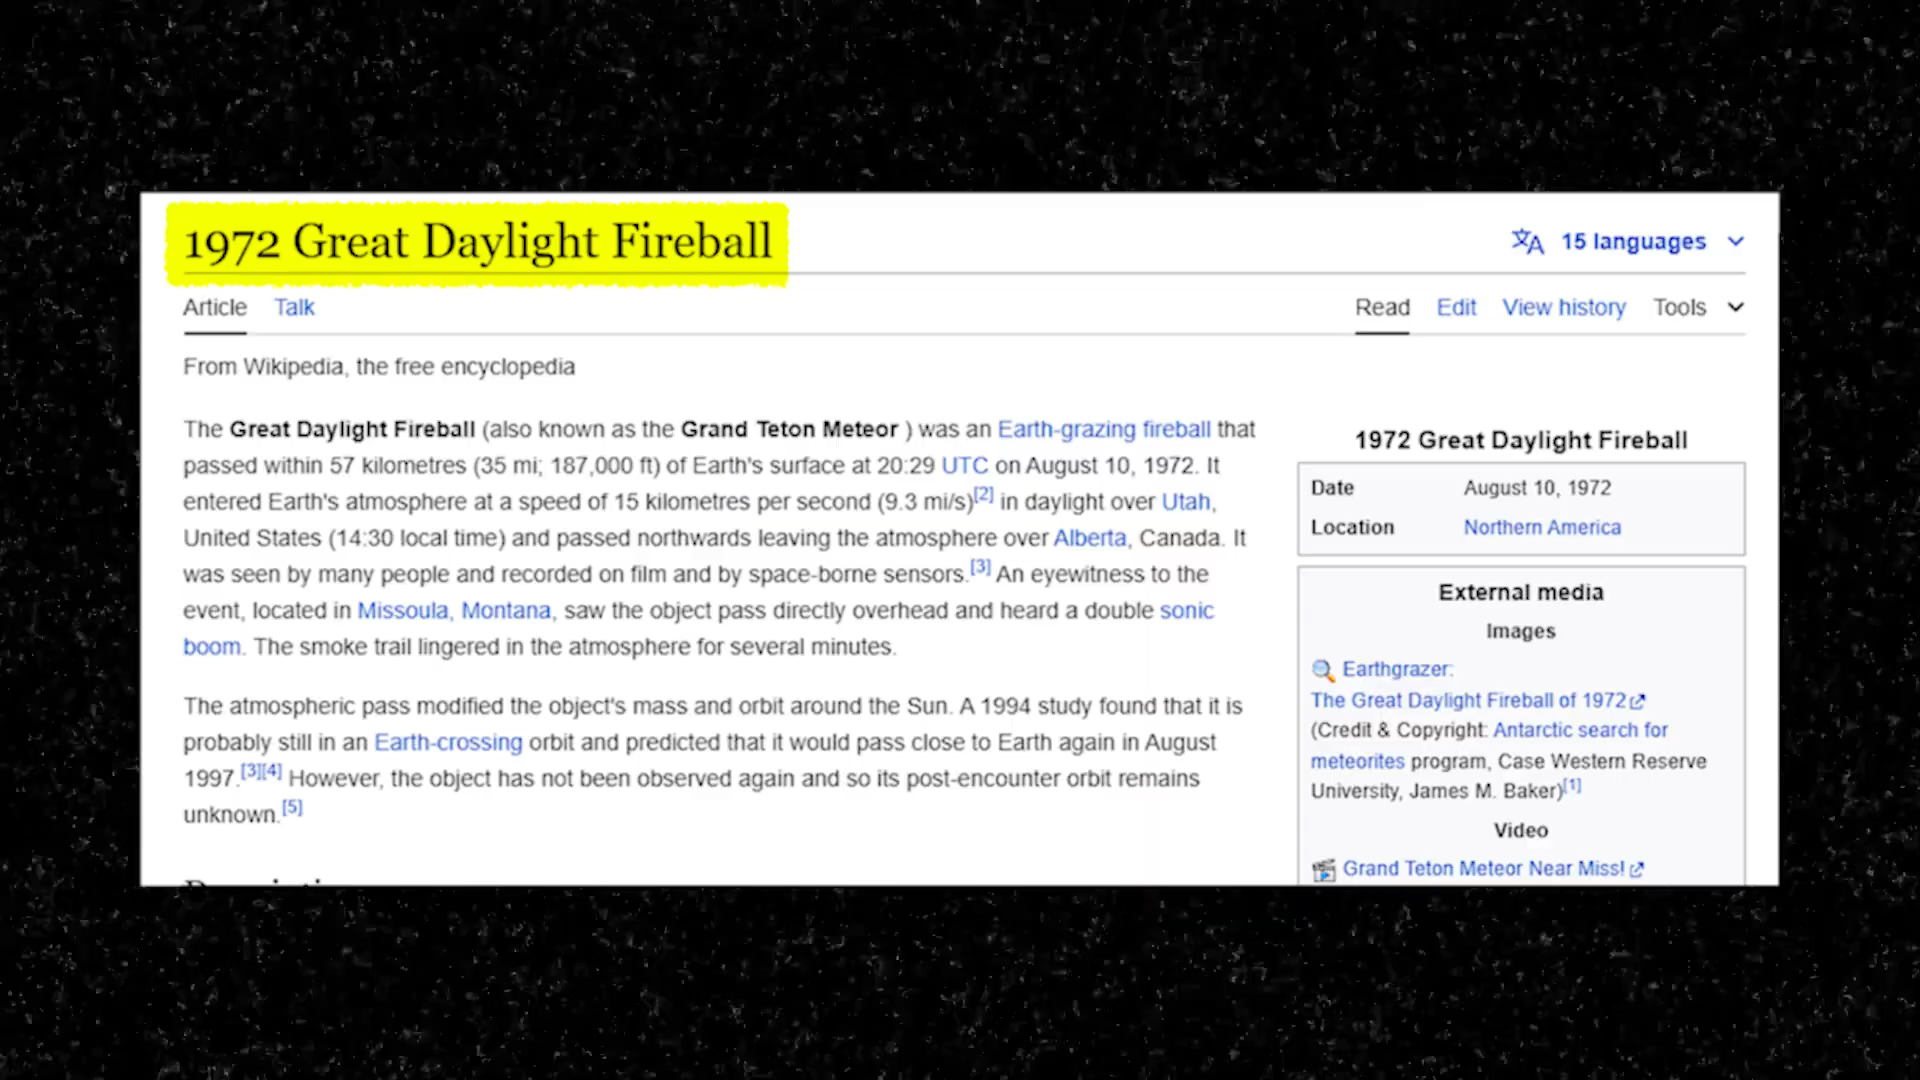 1972 Great Daylight Fireball
15 languages
Article Talk
Read Edit View history Tools
From Wikipedia, the free encyclopedia
The Great Daylight Fireball (also known as the Grand Teton Meteor ) was an Earth-grazing fireball that
passed within 57 kilometres (35 mi; 187,000 ft) of Earth's surface at 20:29 UTC on August 10, 1972. It
entered Earth's atmosphere at a speed of 15 kilometres per second (9.3 mi/s)[2] in daylight over Utah,
United States (14:30 local time) and passed northwards leaving the atmosphere over Alberta, Canada. It
was seen by many people and recorded on film and by space-borne sensors.[3] An eyewitness to the
event, located in Missoula, Montana, saw the object pass directly overhead and heard a double sonic
boom. The smoke trail lingered in the atmosphere for several minutes.
The atmospheric pass modified the object's mass and orbit around the Sun. A 1994 study found that it is
probably still in an Earth-crossing orbit and predicted that it would pass close to Earth again in August
1997.[3][4] However, the object has not been observed again and so its post-encounter orbit remains
unknown.[5]
1972 Great Daylight Fireball
Date August 10, 1972
Location Northern America
External media
Images
Earthgrazer:
The Great Daylight Fireball of 1972
(Credit & Copyright: Antarctic search for
meteorites program, Case Western Reserve
University, James M. Baker)[1]
Video
Grand Teton Meteor Near Miss!